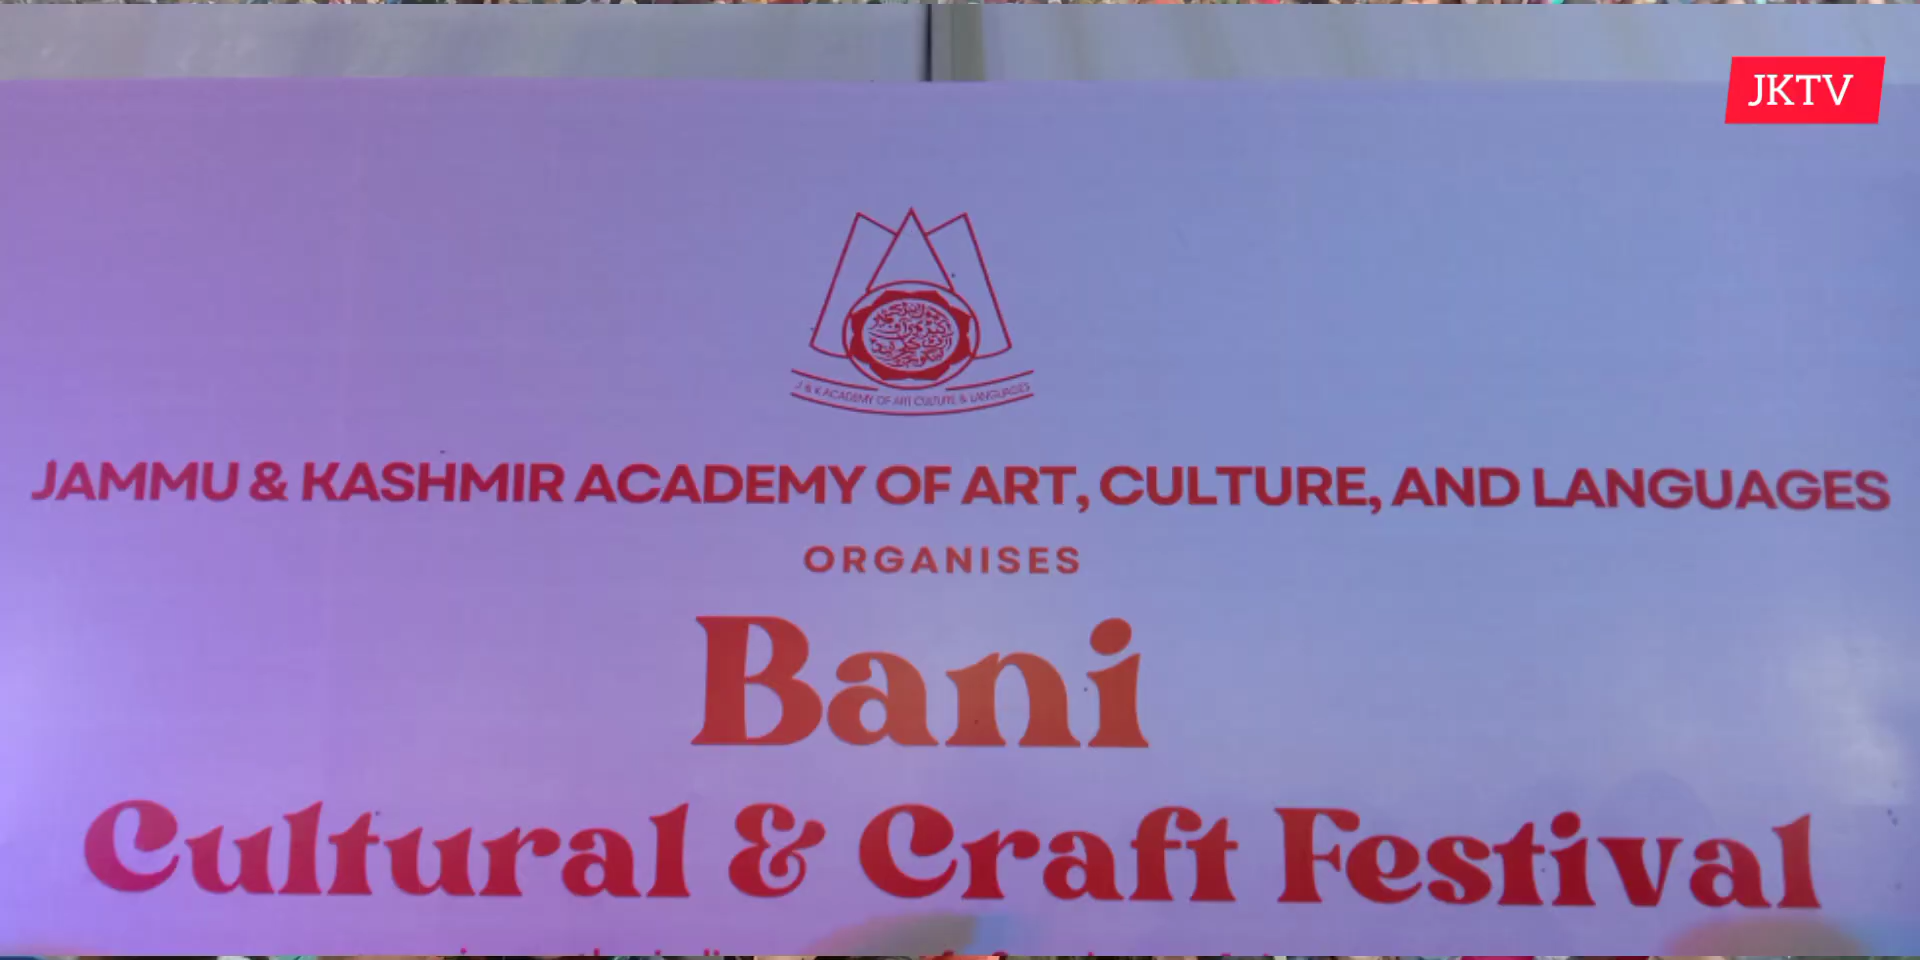 JKTV
J & K ACADEMY OF ART CULTURE & LANGUAGES
JAMMU & KASHMIR ACADEMY OF ART, CULTURE, AND LANGUAGES
ORGANISES
Bani
Cultural & Craft Festival